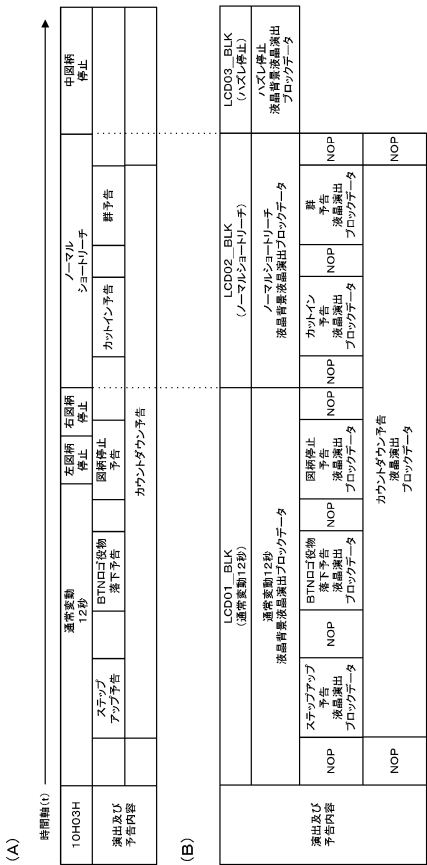 (A)
時間軸(t)
10H03H
通常変動
12秒
左図柄
停止
右図柄
停止
ノーマル
ショートリーチ
中図柄
停止
演出及び
予告内容
ステップ
アップ予告
BTNロゴ役物
落下予告
図柄停止
予告
カットイン予告
群予告
カウントダウン予告
(B)
LCD01_BLK
(通常変動12秒)
LCD02_BLK
(ノーマルショートリーチ)
LCD03_BLK
(ハズレ停止)
通常変動12秒
液晶背景液晶演出ブロックデータ
ノーマルショートリーチ
液晶背景液晶演出ブロックデータ
ハズレ停止
液晶背景液晶演出
ブロックデータ
演出及び
予告内容
NOP
ステップアップ
予告
液晶演出
ブロックデータ
NOP
BTNロゴ役物
落下予告
液晶演出
ブロックデータ
NOP
図柄停止
予告
液晶演出
ブロックデータ
NOP
NOP
カットイン
予告
液晶演出
ブロックデータ
NOP
群
予告
液晶演出
ブロックデータ
NOP
NOP
カウントダウン予告
液晶演出
ブロックデータ
NOP